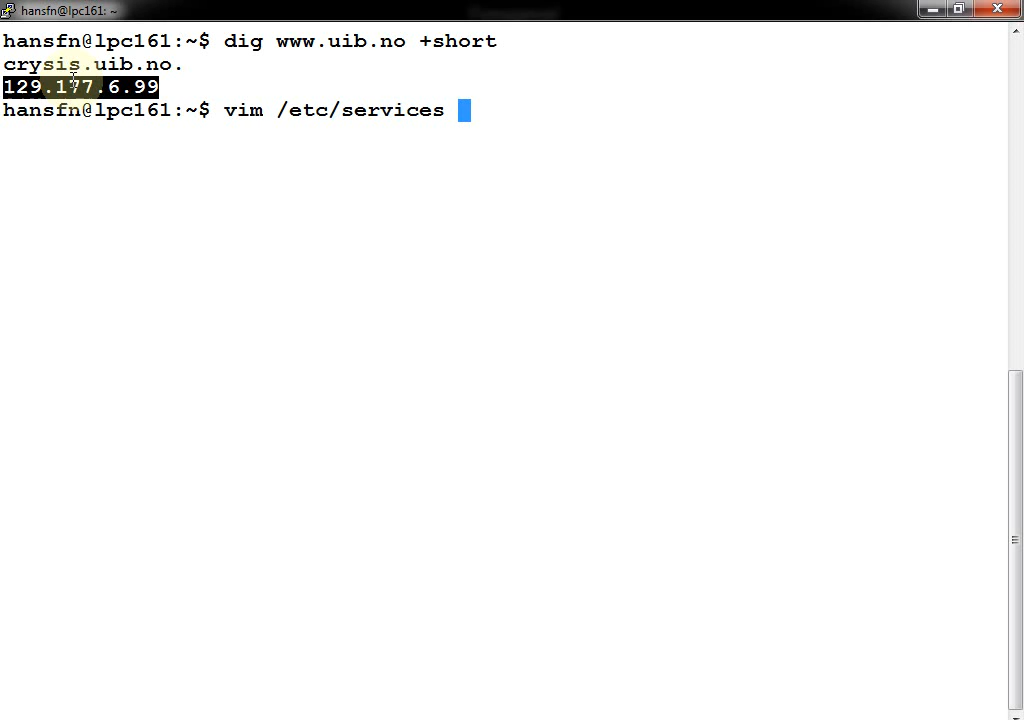 hansfn@lpc161: ~
hansfn@lpc161:~$ dig www.uib.no +short
crysis.uib.no.
129.177.6.99
hansfn@lpc161:~$ vim /etc/services